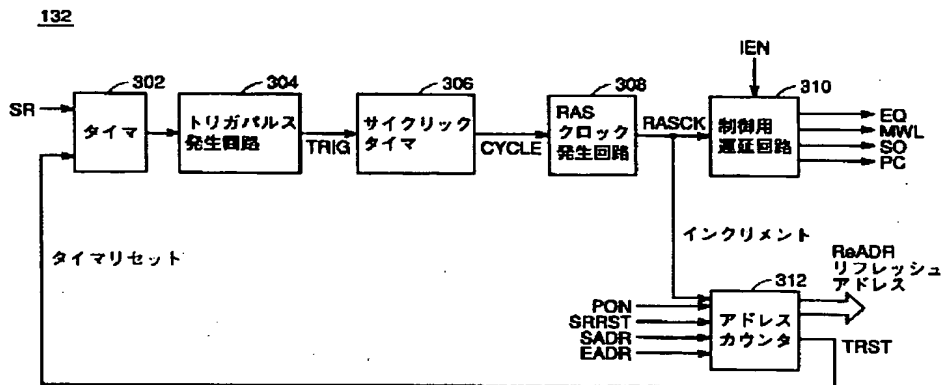 132
IEN
302
304
306
308
310
SR
タイマ
トリガパルス
発生回路
TRIG
サイクリック
タイマ
CYCLE
RAS
クロック
発生回路
RASCK
制御用
遅延回路
EQ
MWL
SO
PC
タイマリセット
インクリメント
ReADR
リフレッシュ
アドレス
312
PON
SRRST
SADR
EADR
アドレス
カウンタ
TRST